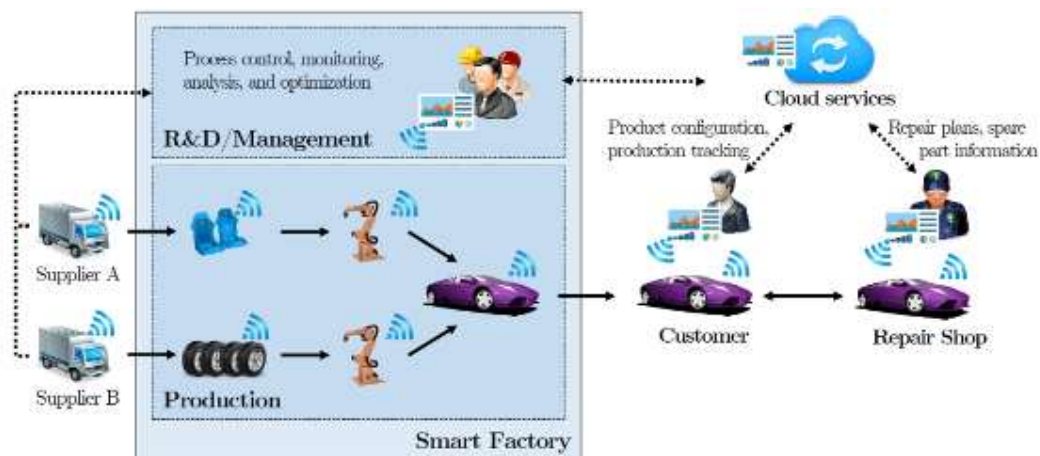 Process control, monitoring,
analysis, and optimization
R&D/Management
Cloud services
Product configuration,
production tracking
Repair plans, spare
part information
Supplier A
Supplier B
Production
Smart Factory
Customer
Repair Shop